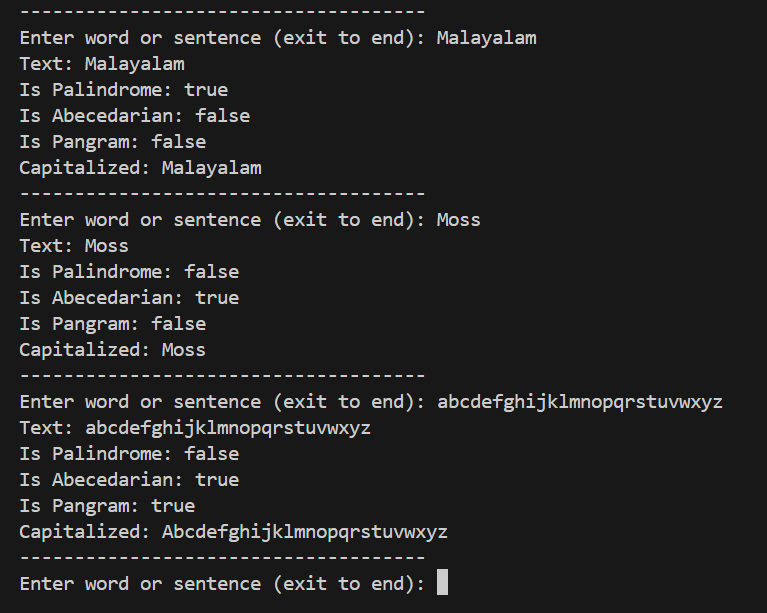 -------------------------------------
Enter word or sentence (exit to end): Malayalam
Text: Malayalam
Is Palindrome: true
Is Abecedarian: false
Is Pangram: false
Capitalized: Malayalam
-------------------------------------
Enter word or sentence (exit to end): Moss
Text: Moss
Is Palindrome: false
Is Abecedarian: true
Is Pangram: false
Capitalized: Moss
-------------------------------------
Enter word or sentence (exit to end): abcdefghijklmnopqrstuvwxyz
Text: abcdefghijklmnopqrstuvwxyz
Is Palindrome: false
Is Abecedarian: true
Is Pangram: true
Capitalized: Abcdefghijklmnopqrstuvwxyz
-------------------------------------
Enter word or sentence (exit to end):